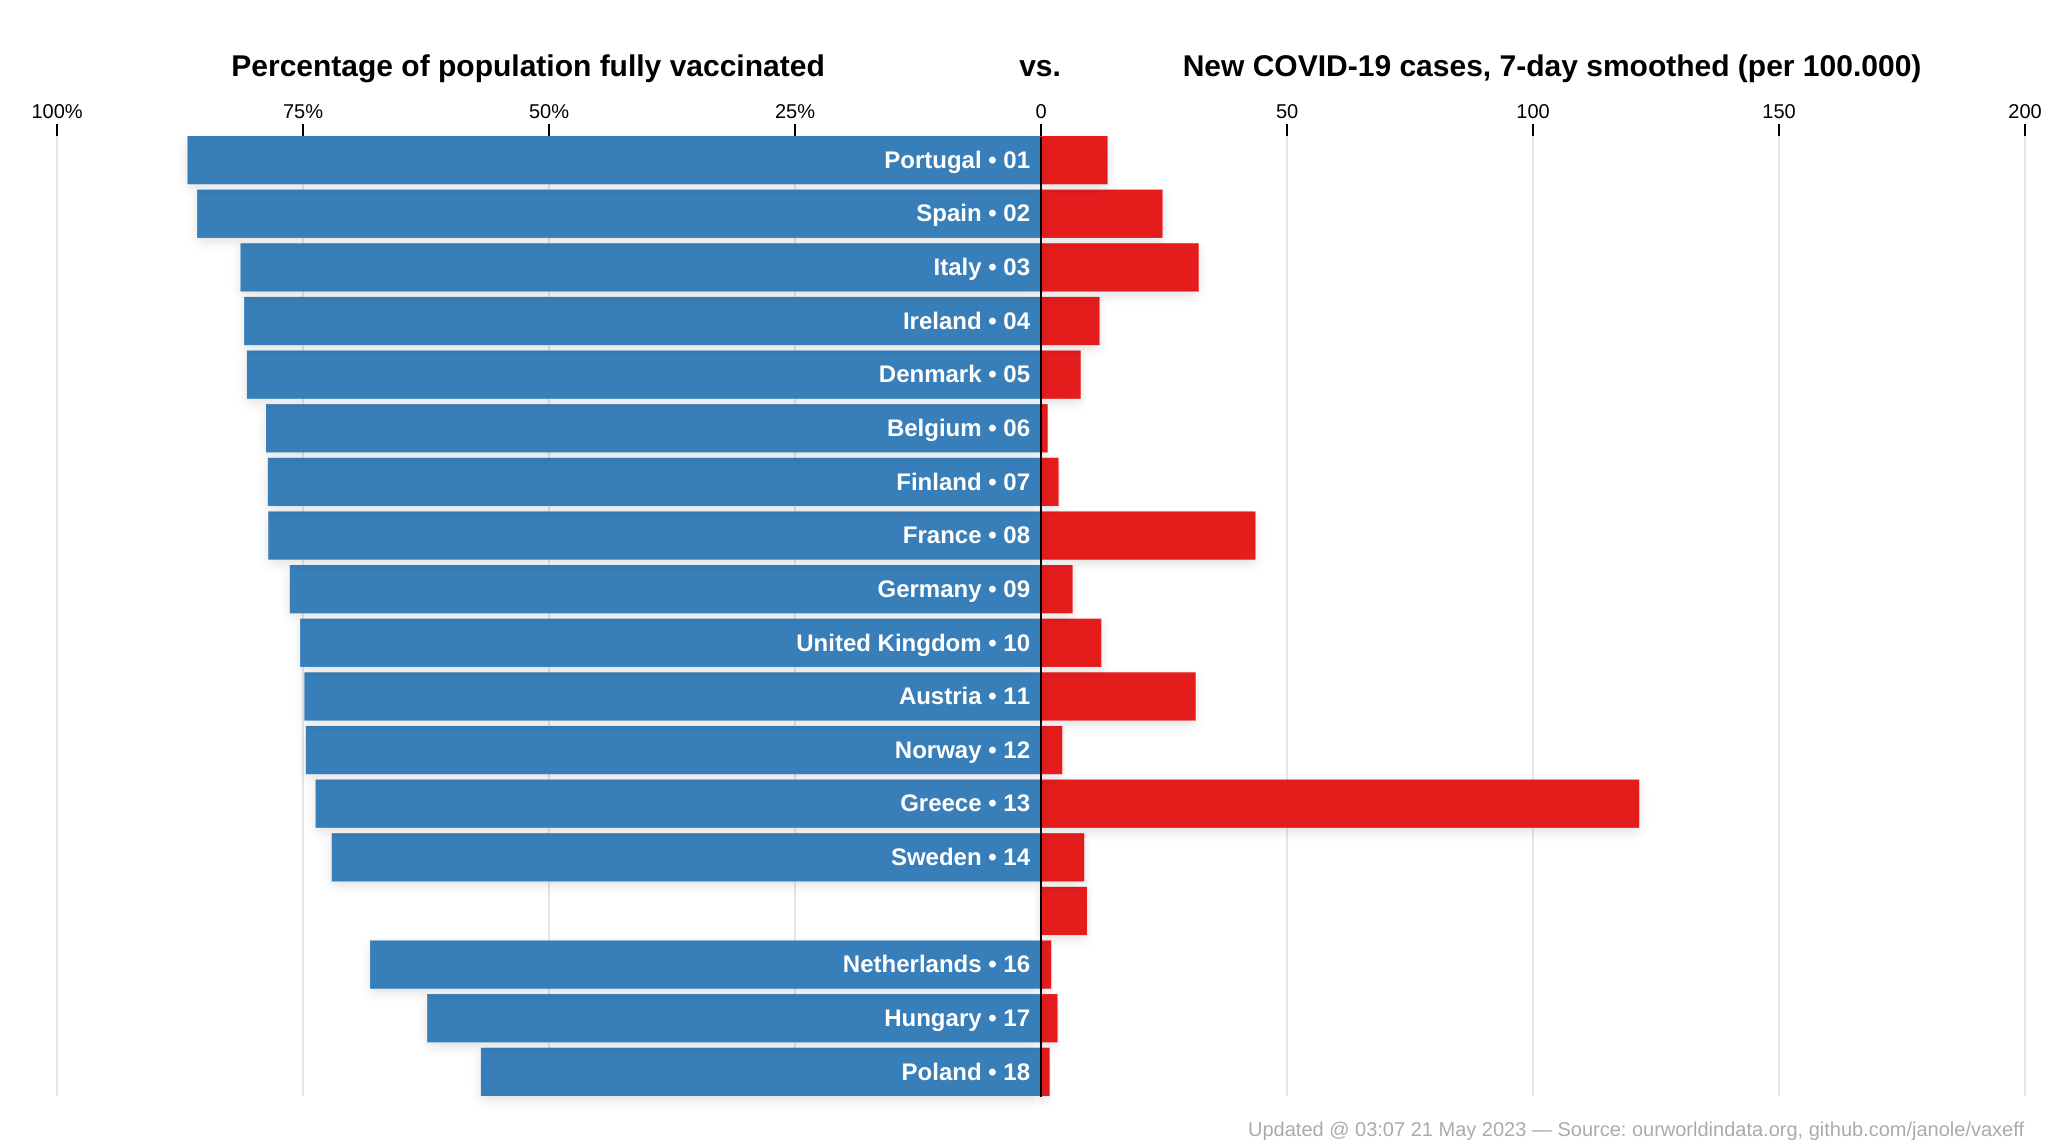 Percentage of population fully vaccinated vs. New COVID-19 cases, 7-day smoothed (per 100.000)
100% 75% 50% 25% 0 50 100 150 200
Portugal • 01
Spain • 02
Italy • 03
Ireland • 04
Denmark • 05
Belgium • 06
Finland • 07
France • 08
Germany • 09
United Kingdom • 10
Austria • 11
Norway • 12
Greece • 13
Sweden • 14
Netherlands • 16
Hungary • 17
Poland • 18
Updated @ 03:07 21 May 2023 — Source: ourworldindata.org, github.com/janole/vaxeff